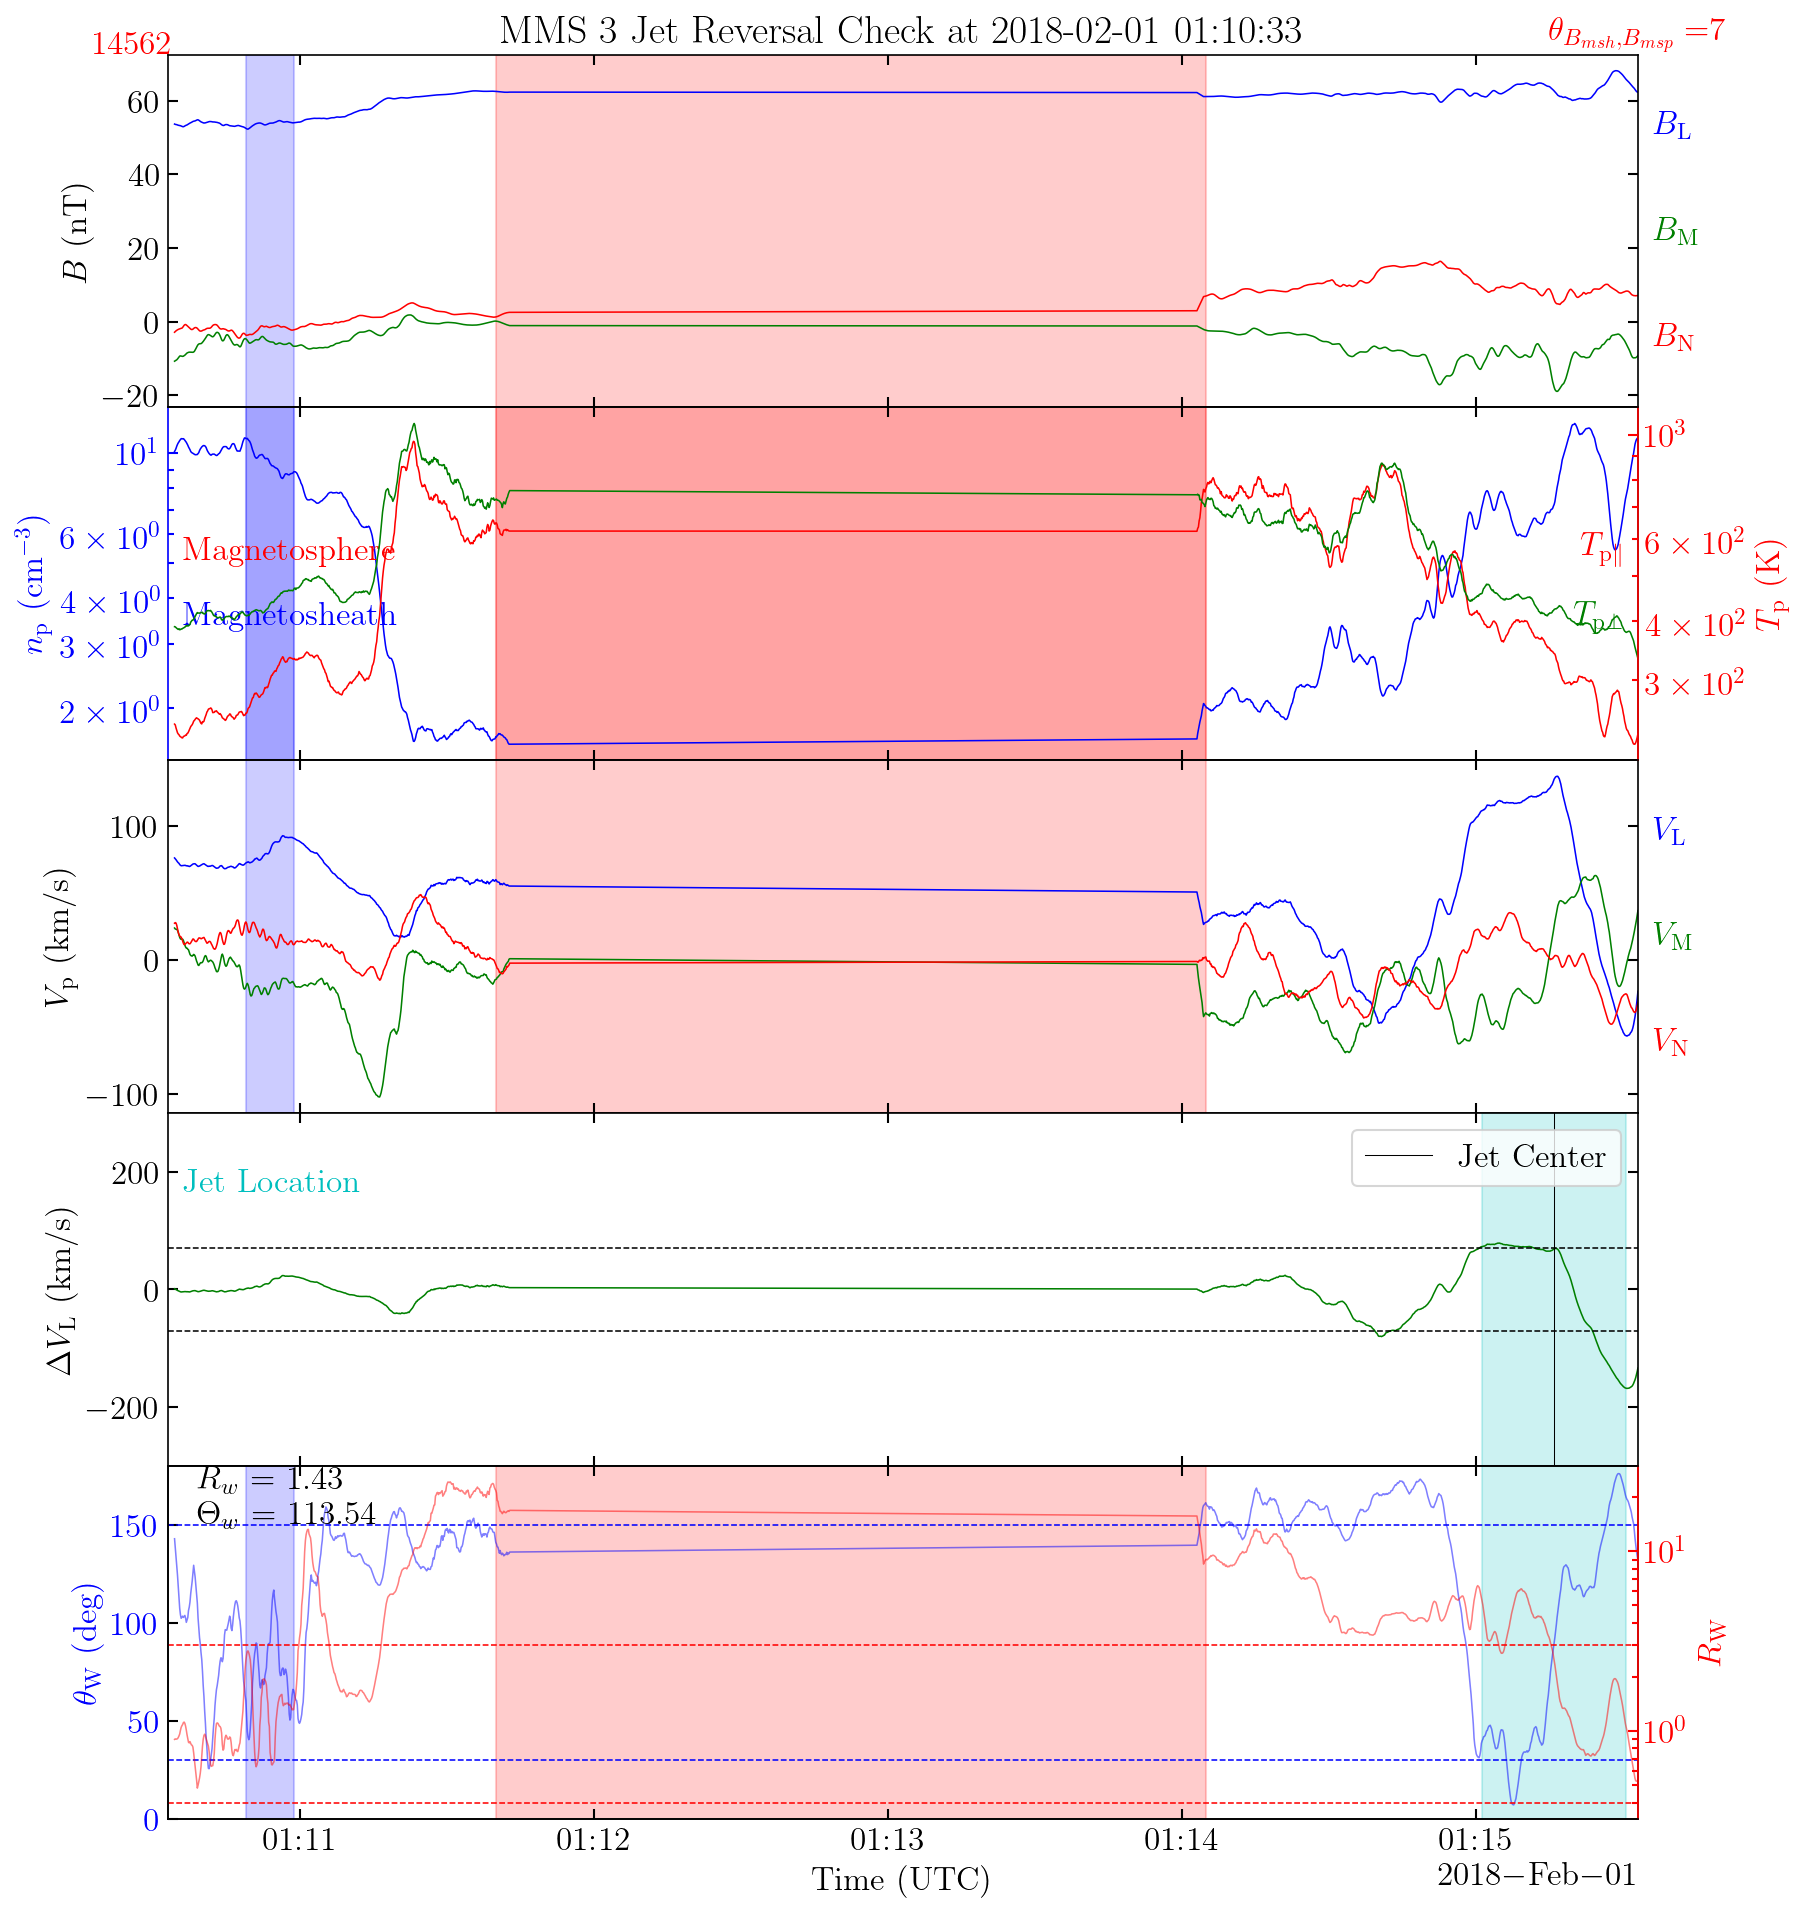 MMS 3 Jet Reversal Check at 2018-02-01 01:10:33
14562
θ_{B_{msh},B_{msp}} =7
B (nT)
60
40
20
0
−20
B_L
B_M
B_N
n_p (cm^{−3})
10^1
6 × 10^0
4 × 10^0
3 × 10^0
2 × 10^0
Magnetosphere
Magnetosheath
T_{p∥}
T_{p⊥}
10^3
6 × 10^2
4 × 10^2
3 × 10^2
T_p (K)
V_p (km/s)
100
0
−100
V_L
V_M
V_N
ΔV_L (km/s)
200
0
−200
Jet Location
Jet Center
R_w = 1.43
Θ_w = 113.54
θ_W (deg)
150
100
50
0
10^1
10^0
R_W
01:11 01:12 01:13 01:14 01:15
Time (UTC)
2018−Feb−01